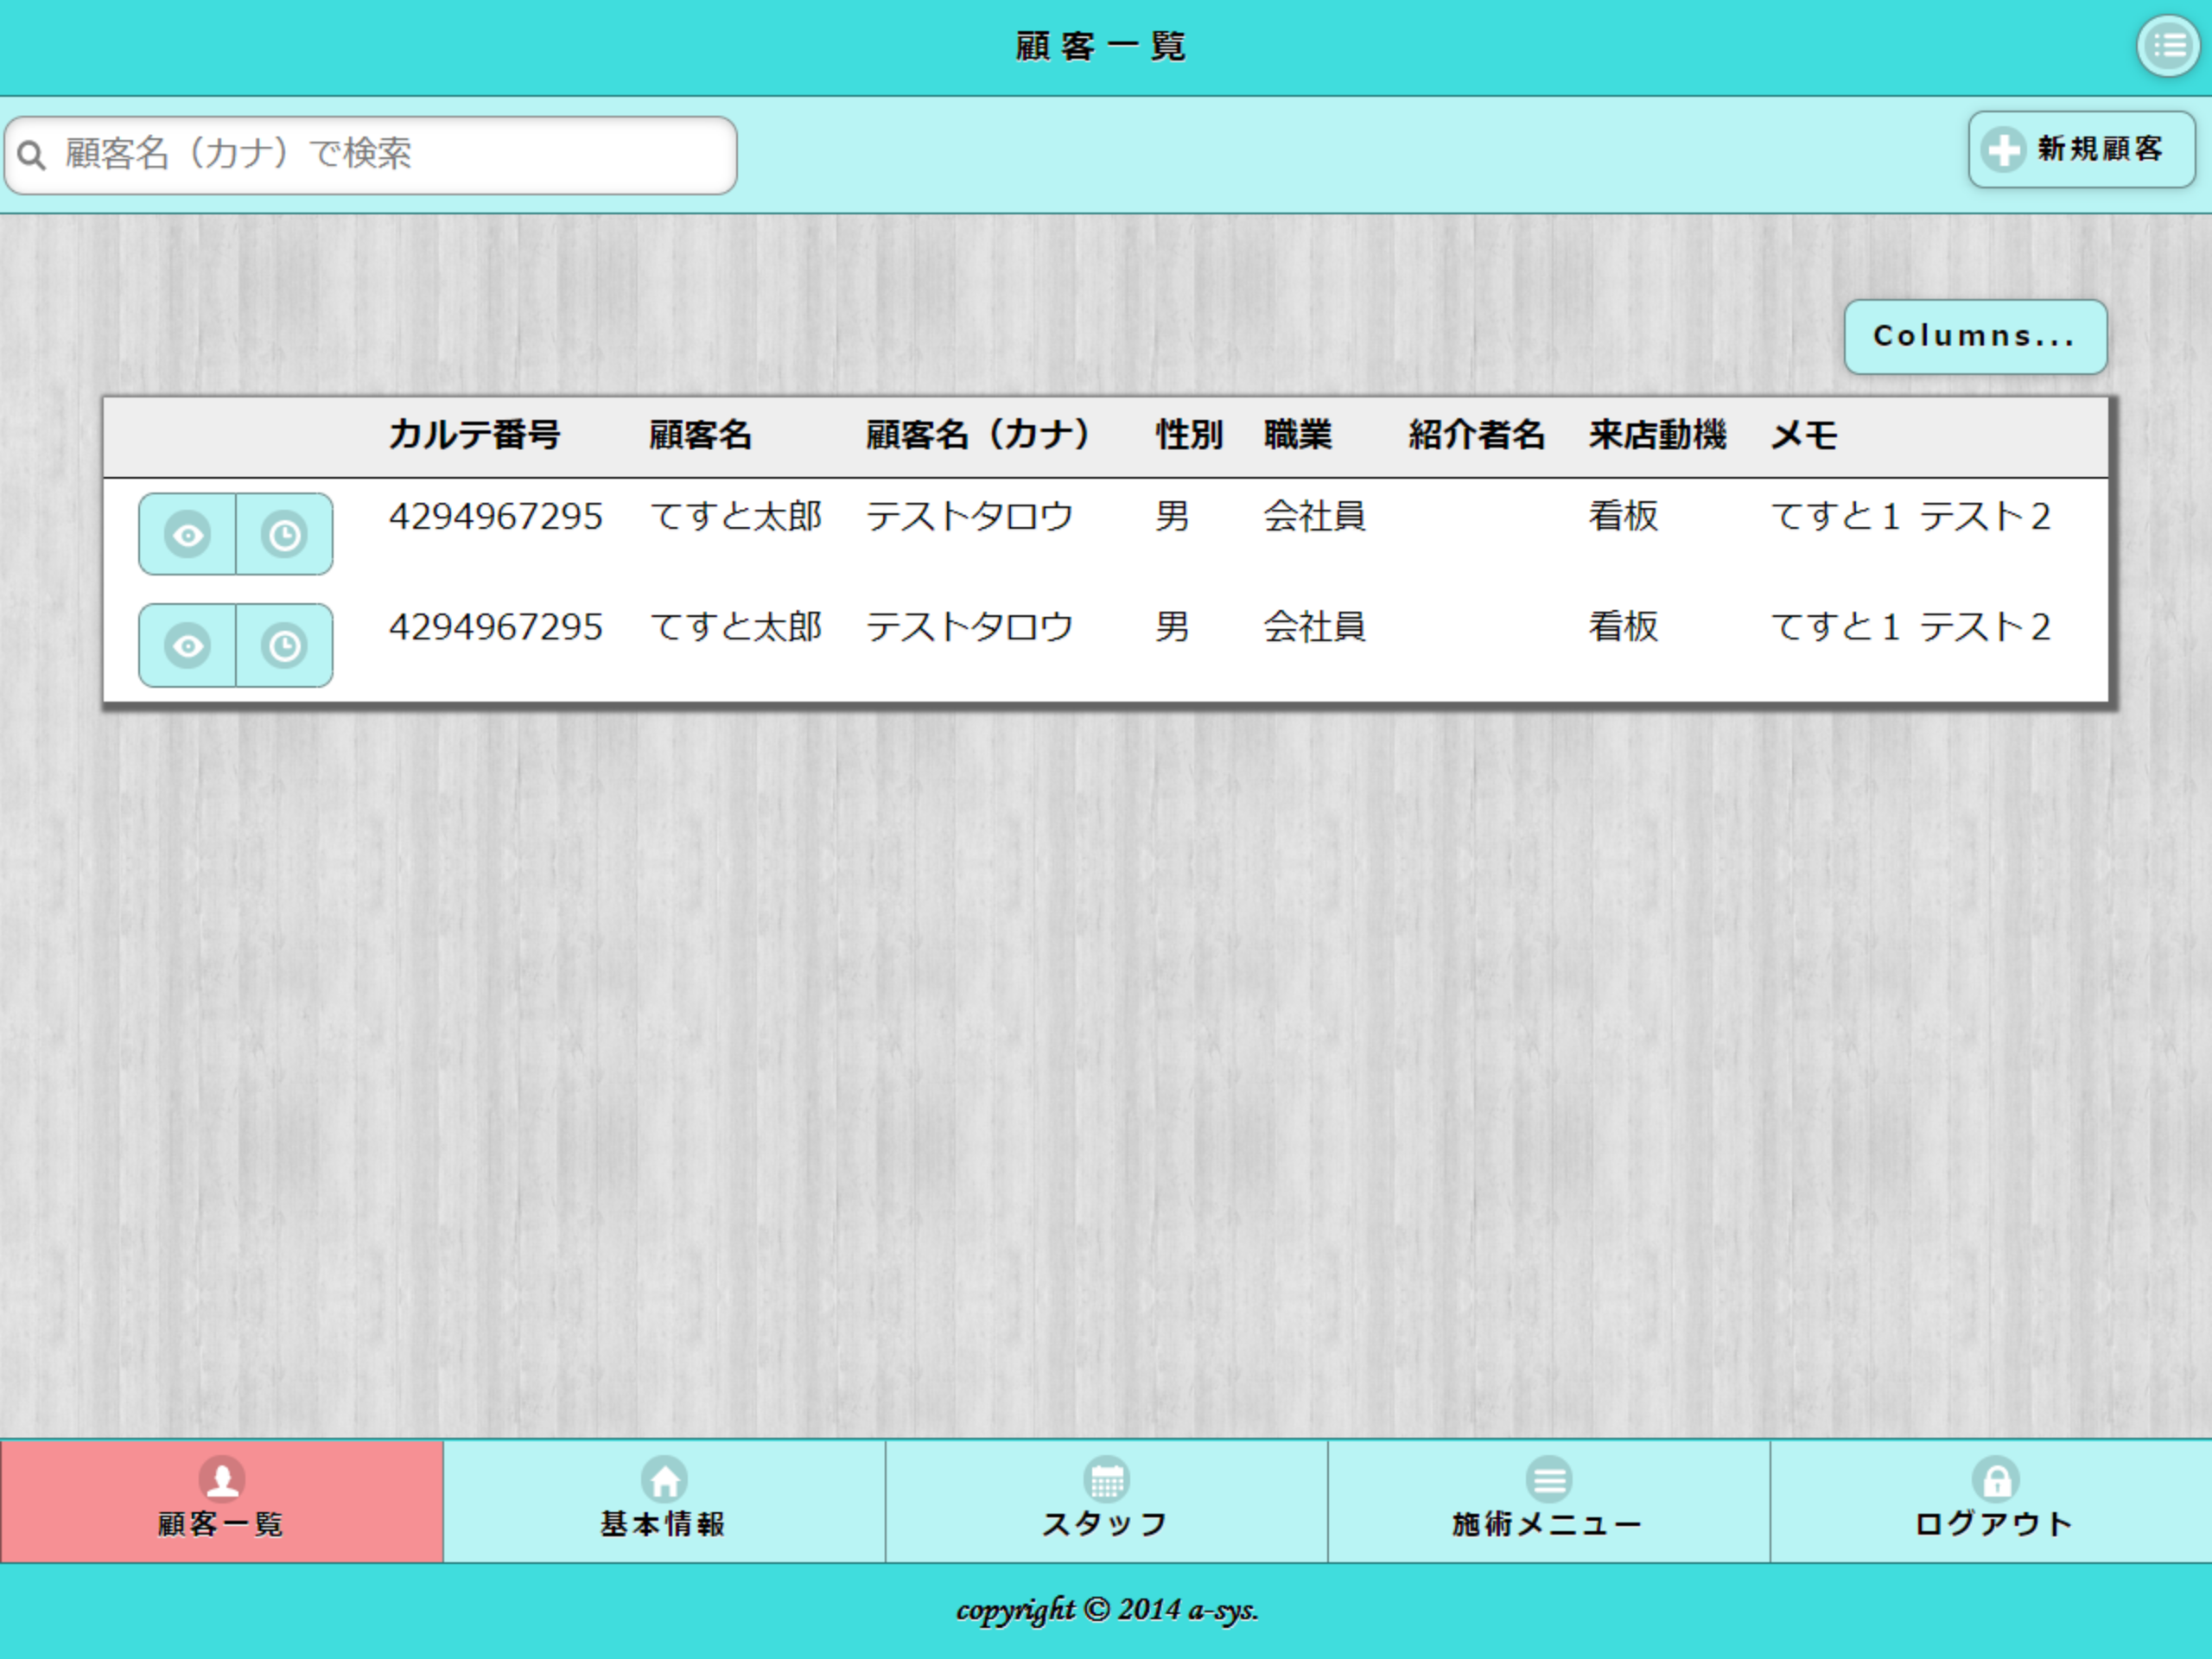 顧客一覧
顧客名（カナ）で検索
新規顧客
Columns...
カルテ番号 顧客名 顧客名（カナ） 性別 職業 紹介者名 来店動機 メモ
4294967295 てすと太郎 テストタロウ 男 会社員 看板 てすと１ テスト２
4294967295 てすと太郎 テストタロウ 男 会社員 看板 てすと１ テスト２
顧客一覧 基本情報 スタッフ 施術メニュー ログアウト
copyright © 2014 a-sys.